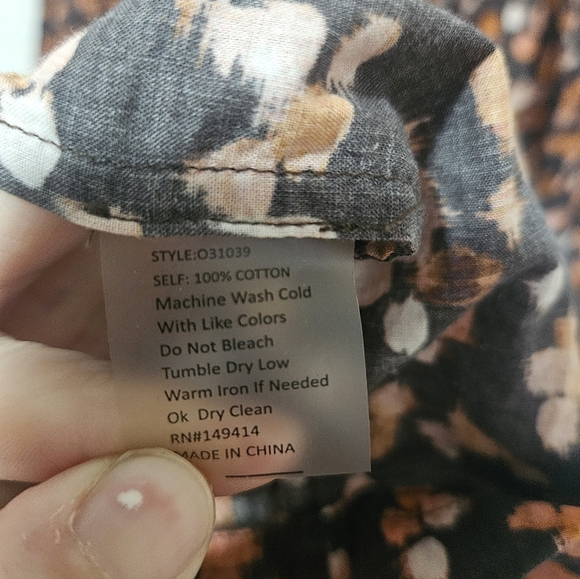 STYLE:O31039
SELF: 100% COTTON
Machine Wash Cold
With Like Colors
Do Not Bleach
Tumble Dry Low
Warm Iron If Needed
Ok Dry Clean
RN#149414
MADE IN CHINA